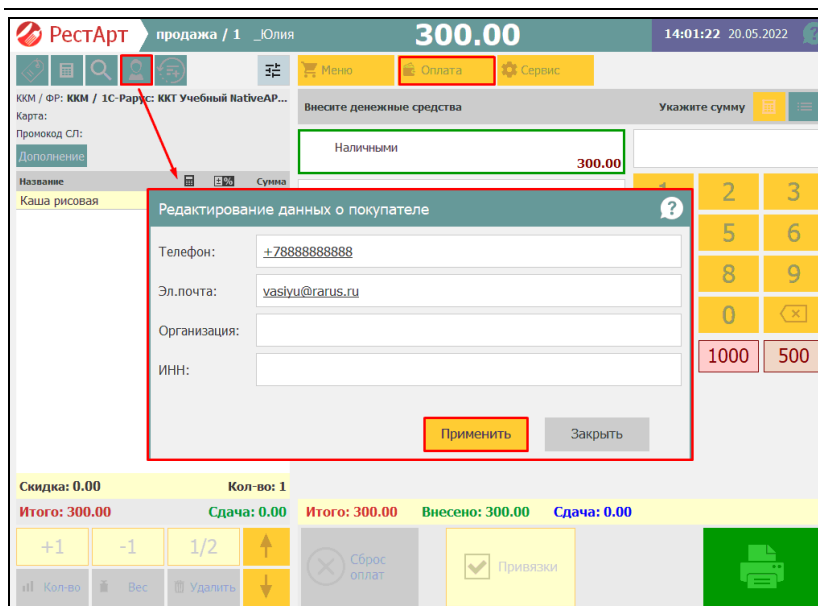 РестАрт
продажа / 1 _Юлия
300.00
14:01:22 20.05.2022
Меню
Оплата
Сервис
ККМ / ФР: ККМ / 1С-Рарус: ККТ Учебный NativeAP...
Карта:
Промокод СЛ:
Дополнение
Внесите денежные средства
Укажите сумму
Наличными
300.00
Название ±% Сумма
Каша рисовая
Редактирование данных о покупателе
Телефон: +78888888888
Эл.почта: vasiyu@rarus.ru
Организация:
ИНН:
Применить Закрыть
1 2 3
5 6
8 9
0
1000 500
Скидка: 0.00 Кол-во: 1
Итого: 300.00 Сдача: 0.00
Итого: 300.00 Внесено: 300.00 Сдача: 0.00
+1 -1 1/2
Кол-во Вес Удалить
Сброс
оплат
Привязки